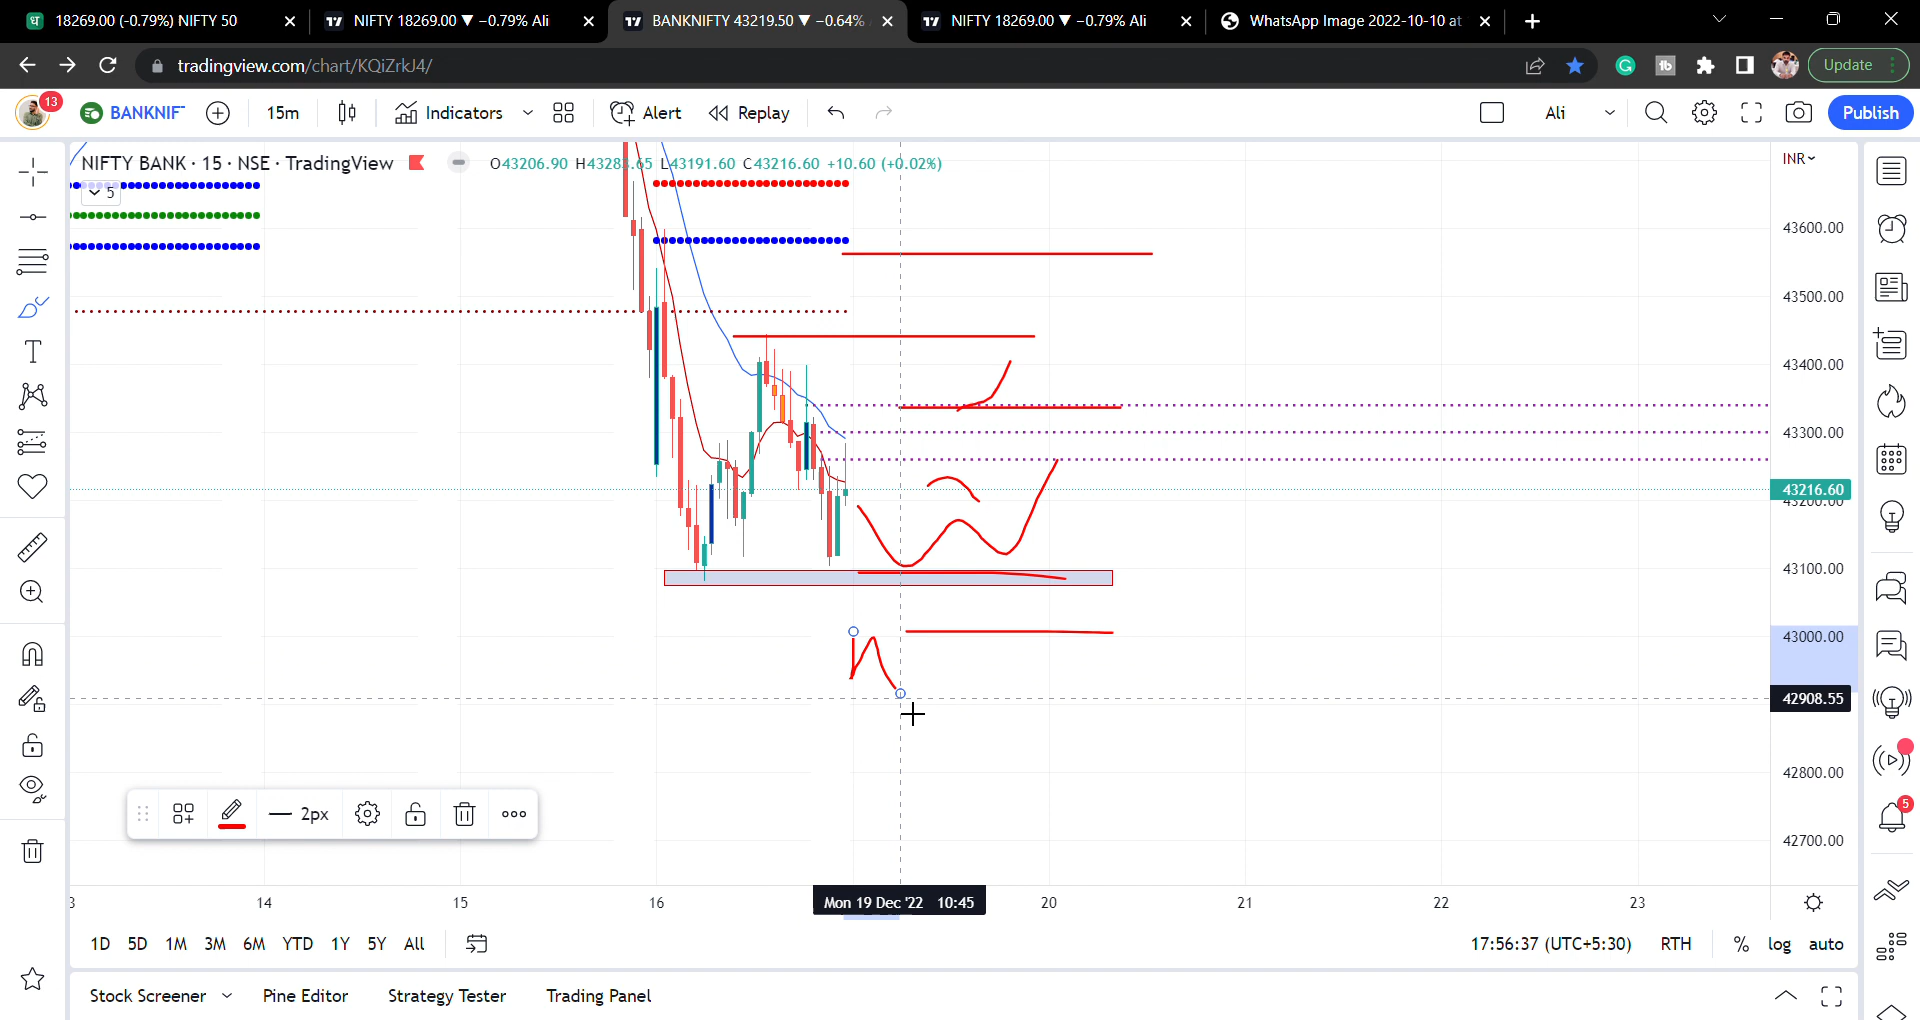 18269.00 (-0.79%) NIFTY 50
NIFTY 18269.00 ▼ −0.79% Ali
BANKNIFTY 43219.50 ▼ −0.64%
NIFTY 18269.00 ▼ −0.79% Ali
WhatsApp Image 2022-10-10 at
tradingview.com/chart/KQiZrkJ4/
Update
13
BANKNIF
15m
Indicators
Alert
Replay
Ali
Publish
NIFTY BANK · 15 · NSE · TradingView
O43206.90 H43283.65 L43191.60 C43216.60 +10.60 (+0.02%)
INR
5
43600.00
43500.00
43400.00
43300.00
43216.60
43200.00
43100.00
43000.00
42908.55
42800.00
42700.00
2px
5
14
15
16
Mon 19 Dec '22 10:45
20
21
22
23
1D 5D 1M 3M 6M YTD 1Y 5Y All
17:56:37 (UTC+5:30) RTH % log auto
Stock Screener Pine Editor Strategy Tester Trading Panel